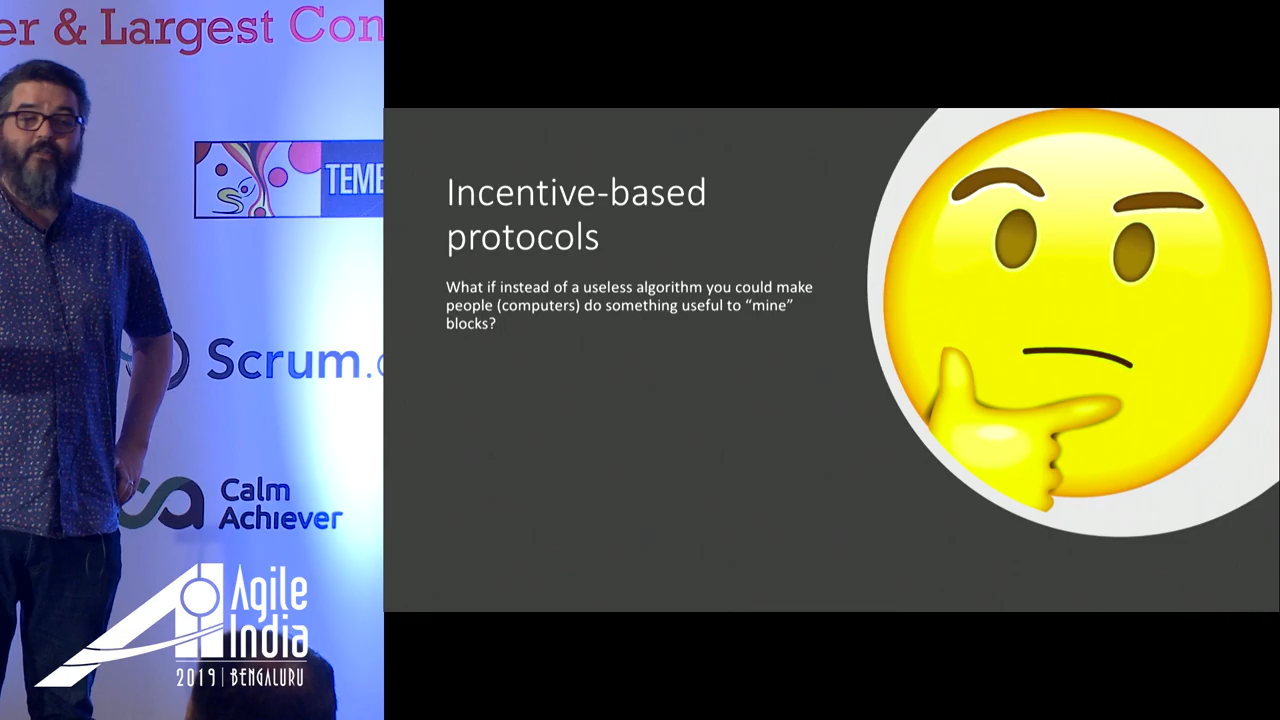 er & Largest Con
TEME
Scrum.
Calm
Achiever
Agile
India
2019 | BENGALURU
Incentive-based
protocols
What if instead of a useless algorithm you could make
people (computers) do something useful to “mine”
blocks?